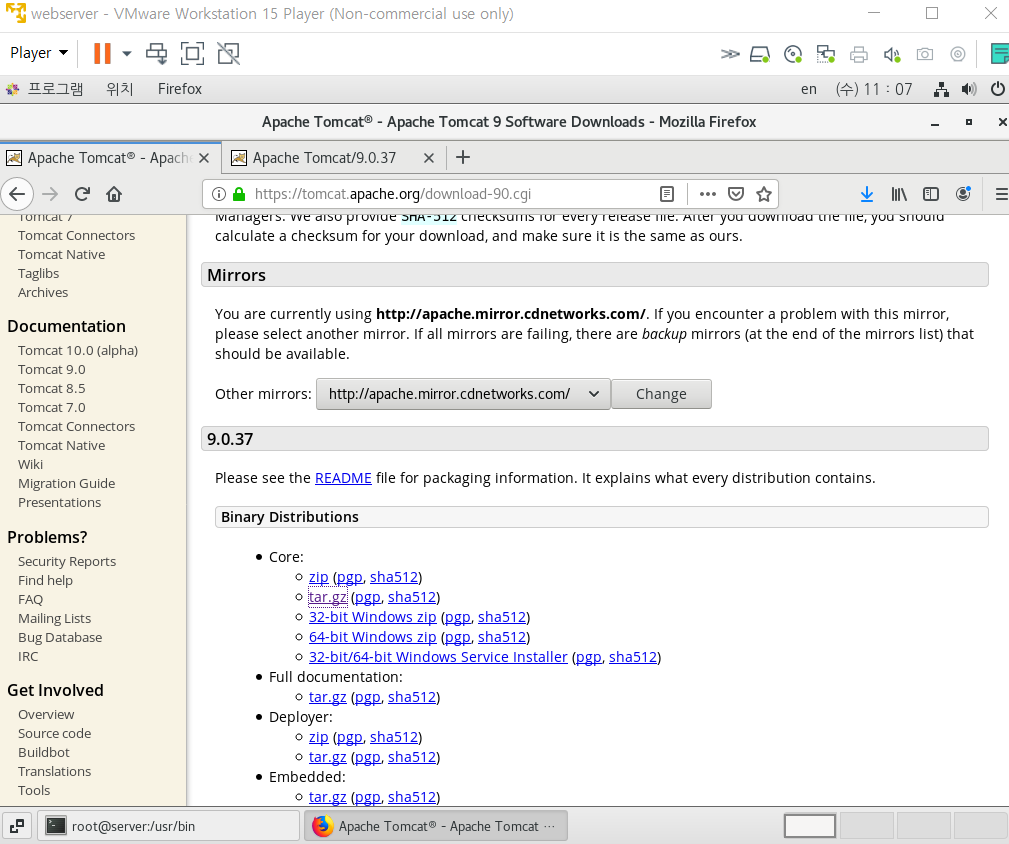 webserver - VMware Workstation 15 Player (Non-commercial use only)
Player
프로그램 위치 Firefox en (수) 11 : 07
Apache Tomcat® - Apache Tomcat 9 Software Downloads - Mozilla Firefox
Apache Tomcat® - Apache Apache Tomcat/9.0.37
https://tomcat.apache.org/download-90.cgi
Tomcat 7
Tomcat Connectors
Tomcat Native
Taglibs
Archives
Documentation
Tomcat 10.0 (alpha)
Tomcat 9.0
Tomcat 8.5
Tomcat 7.0
Tomcat Connectors
Tomcat Native
Wiki
Migration Guide
Presentations
Problems?
Security Reports
Find help
FAQ
Mailing Lists
Bug Database
IRC
Get Involved
Overview
Source code
Buildbot
Translations
Tools
Managers. We also provide SHA-512 checksums for every release file. After you download the file, you should
calculate a checksum for your download, and make sure it is the same as ours.
Mirrors
You are currently using http://apache.mirror.cdnetworks.com/. If you encounter a problem with this mirror,
please select another mirror. If all mirrors are failing, there are backup mirrors (at the end of the mirrors list) that
should be available.
Other mirrors: http://apache.mirror.cdnetworks.com/ Change
9.0.37
Please see the README file for packaging information. It explains what every distribution contains.
Binary Distributions
Core:
zip (pgp, sha512)
tar.gz (pgp, sha512)
32-bit Windows zip (pgp, sha512)
64-bit Windows zip (pgp, sha512)
32-bit/64-bit Windows Service Installer (pgp, sha512)
Full documentation:
tar.gz (pgp, sha512)
Deployer:
zip (pgp, sha512)
tar.gz (pgp, sha512)
Embedded:
tar.gz (pgp, sha512)
root@server:/usr/bin Apache Tomcat® - Apache Tomcat ···